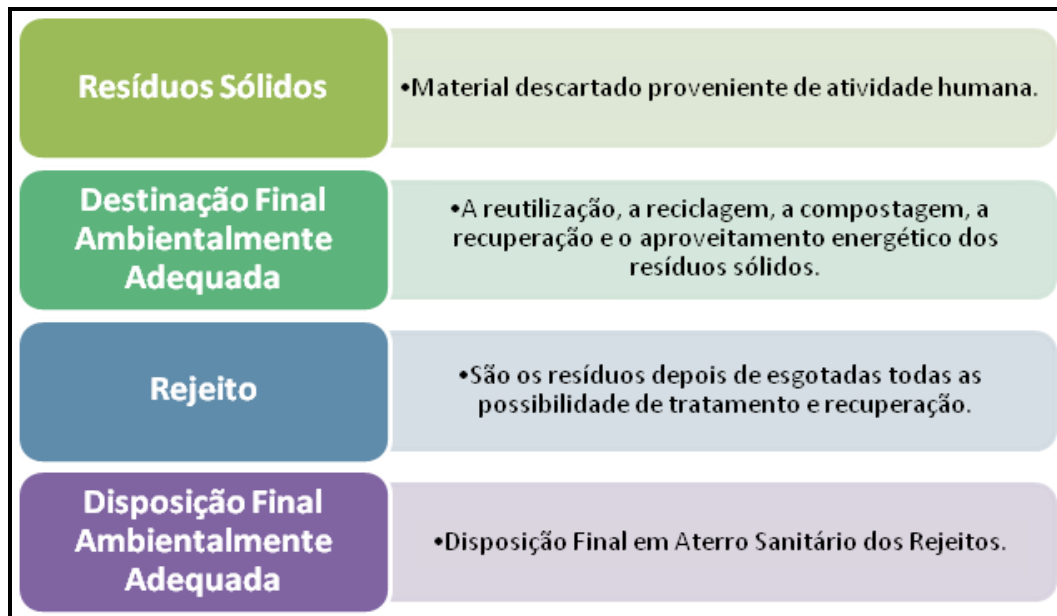 Resíduos Sólidos
•Material descartado proveniente de atividade humana.
Destinação Final
Ambientalmente
Adequada
•A reutilização, a reciclagem, a compostagem, a
recuperação e o aproveitamento energético dos
resíduos sólidos.
Rejeito
•São os resíduos depois de esgotadas todas as
possibilidade de tratamento e recuperação.
Disposição Final
Ambientalmente
Adequada
•Disposição Final em Aterro Sanitário dos Rejeitos.